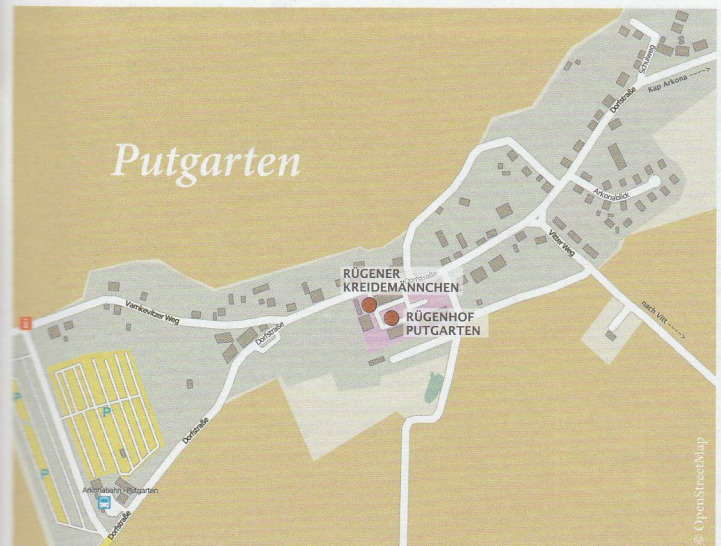 Putgarten
Schulweg
Dorfstraße
Kap Arkona ---->
Arkonablick
Vitter Weg
nach Vitt ---->
Dorfstraße
RÜGENER
KREIDEMÄNNCHEN
RÜGENHOF
PUTGARTEN
Varnkevitzer Weg
Dorfstraße
Dorfstraße
P
P
P
Arkonabahn - Putgarten
Dorfstraße
© OpenStreetMap